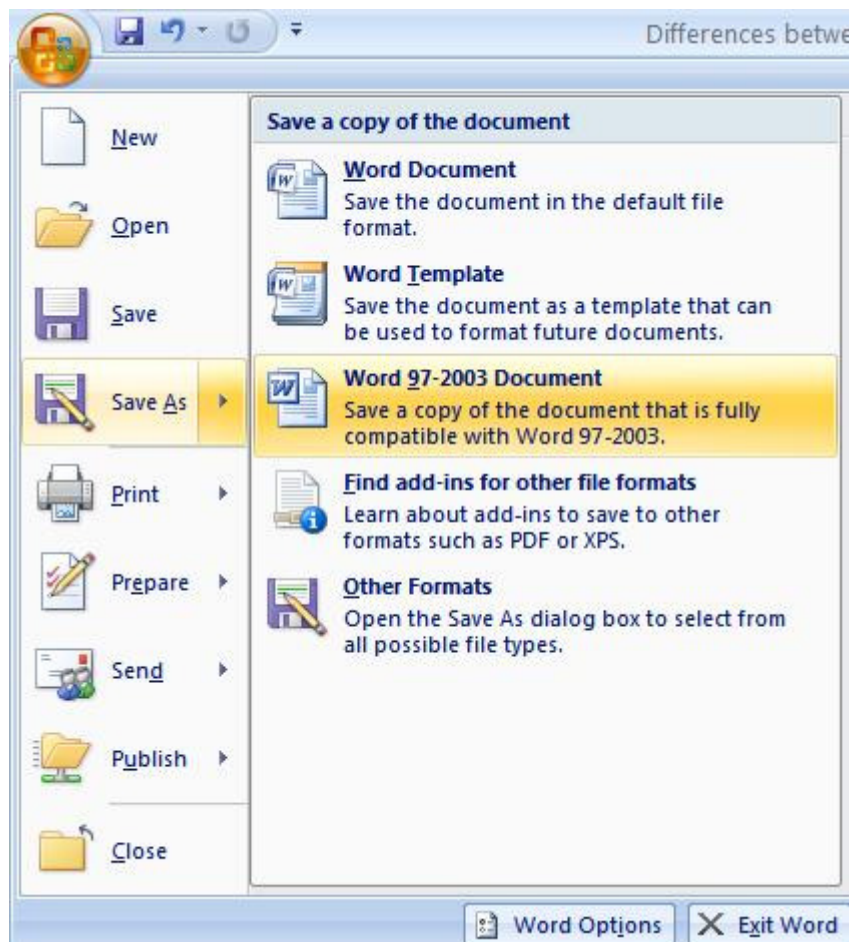 Differences betwe
New
Open
Save
Save As
Print
Prepare
Send
Publish
Close
Save a copy of the document
Word Document
Save the document in the default file
format.
Word Template
Save the document as a template that can
be used to format future documents.
Word 97-2003 Document
Save a copy of the document that is fully
compatible with Word 97-2003.
Find add-ins for other file formats
Learn about add-ins to save to other
formats such as PDF or XPS.
Other Formats
Open the Save As dialog box to select from
all possible file types.
Word Options
Exit Word